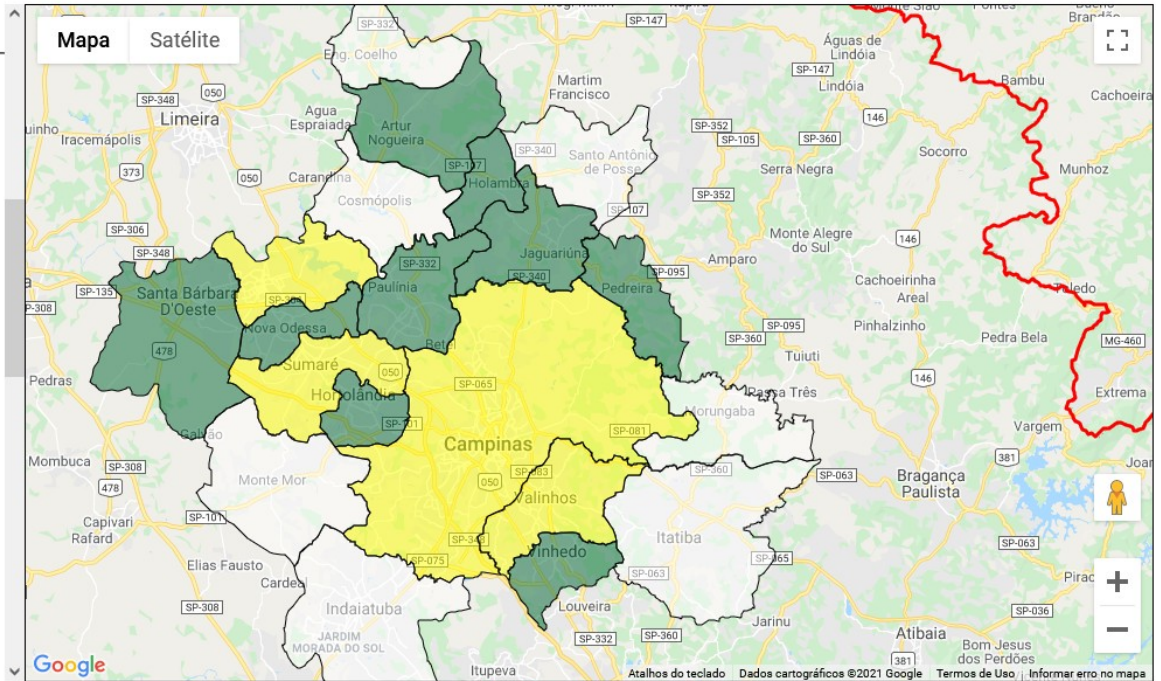 Mapa
Satélite
SP-332
SP-147
Eng. Coelho
Águas de
Lindóia
SP-147
Lindóia
Bambu
Cachoeira
Martim
Francisco
SP-348
050
Limeira
Agua
Espraiada
Artur
Nogueira
146
SP-352
SP-105
SP-360
Iracemápolis
SP-340
Santo Antônio
de Posse
Socorro
373
050
Carandina
SP-107
Holambra
Serra Negra
Munhoz
Cosmópolis
SP-352
SP-107
SP-306
SP-348
Monte Alegre
do Sul
146
SP-332
Jaguariúna
Amparo
SP-135
Santa Bárbara
D'Oeste
Paulínia
SP-340
SP-095
Pedreira
Cachoeirinha
Areal
Toledo
P-308
Nova Odessa
Betel
SP-095
SP-360
Pinhalzinho
Pedra Bela
MG-460
478
Sumaré
050
Tuiuti
Pedras
Hortolândia
SP-065
146
Passa Três
Extrema
SP-101
Morungaba
Galvão
Campinas
SP-081
Vargem
Mombuca
SP-308
478
Monte Mor
050
SP-083
SP-360
SP-063
381
Bragança
Paulista
Valinhos
Capivari
Rafard
SP-101
Itatiba
Elias Fausto
SP-075
SP-348
Vinhedo
SP-065
SP-063
Cardeal
SP-063
SP-308
Indaiatuba
Louveira
Jarinu
SP-036
JARDIM
MORADA DO SOL
SP-332
SP-360
Atibaia
Bom Jesus
dos Perdões
Itupeva
381
Google
Atalhos do teclado
Dados cartográficos ©2021 Google
Termos de Uso
Informar erro no mapa